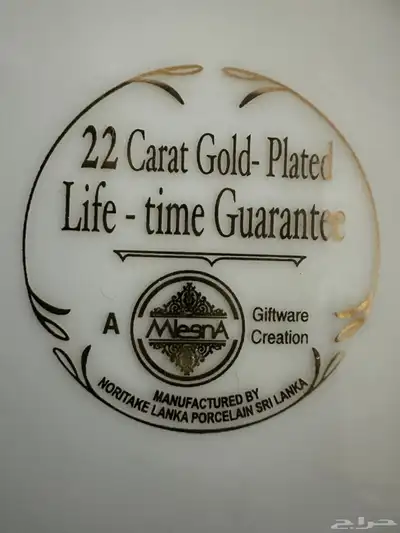 22 Carat Gold-Plated
Life-time Guarantee
A MlesnA Giftware
Creation
MANUFACTURED BY
NORITAKE LANKA PORCELAIN SRI LANKA
حراج